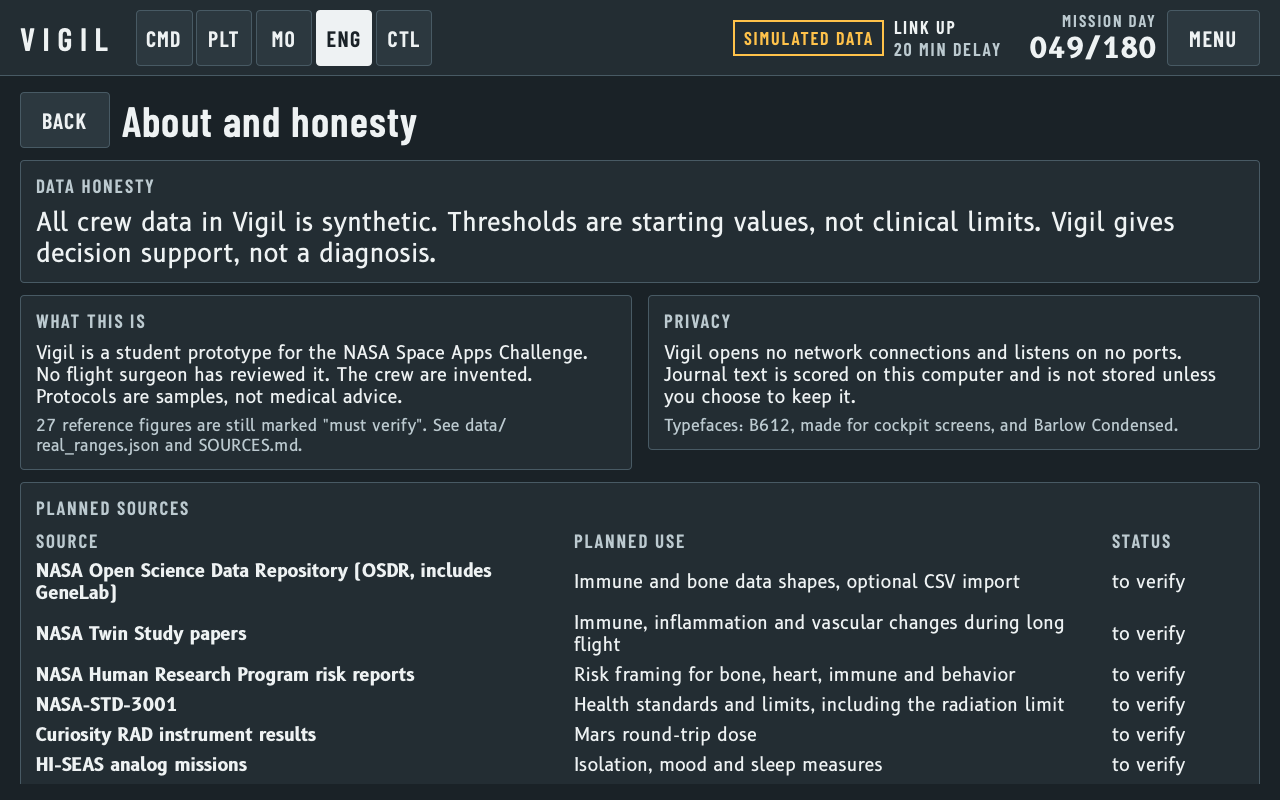 VIGIL CMD PLT MO ENG CTL SIMULATED DATA LINK UP MISSION DAY MENU
20 MIN DELAY 049/180
BACK About and honesty
DATA HONESTY
All crew data in Vigil is synthetic. Thresholds are starting values, not clinical limits. Vigil gives
decision support, not a diagnosis.
WHAT THIS IS
Vigil is a student prototype for the NASA Space Apps Challenge.
No flight surgeon has reviewed it. The crew are invented.
Protocols are samples, not medical advice.
27 reference figures are still marked "must verify". See data/
real_ranges.json and SOURCES.md.
PRIVACY
Vigil opens no network connections and listens on no ports.
Journal text is scored on this computer and is not stored unless
you choose to keep it.
Typefaces: B612, made for cockpit screens, and Barlow Condensed.
PLANNED SOURCES
SOURCE PLANNED USE STATUS
NASA Open Science Data Repository (OSDR, includes
GeneLab) Immune and bone data shapes, optional CSV import to verify
NASA Twin Study papers Immune, inflammation and vascular changes during long
flight to verify
NASA Human Research Program risk reports Risk framing for bone, heart, immune and behavior to verify
NASA-STD-3001 Health standards and limits, including the radiation limit to verify
Curiosity RAD instrument results Mars round-trip dose to verify
HI-SEAS analog missions Isolation, mood and sleep measures to verify